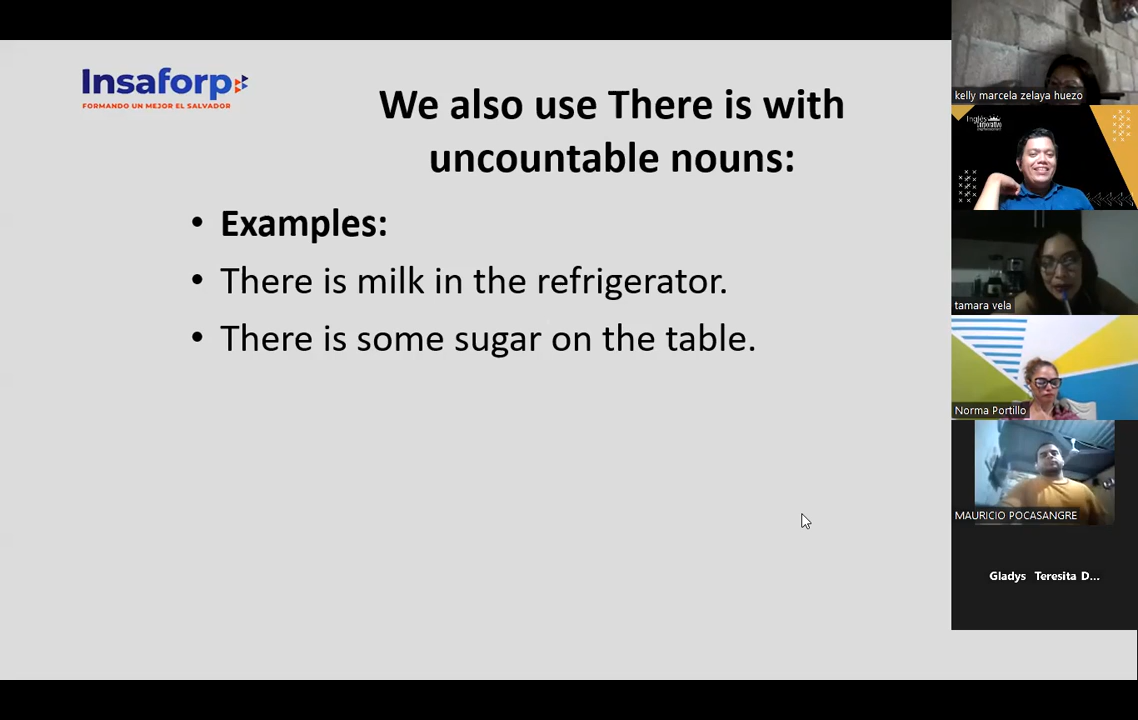 Insaforp
FORMANDO UN MEJOR EL SALVADOR
We also use There is with
uncountable nouns:
• Examples:
• There is milk in the refrigerator.
• There is some sugar on the table.
kelly marcela zelaya huezo
Inglés
tamara vela
Norma Portillo
MAURICIO POCASANGRE
Gladys Teresita D...